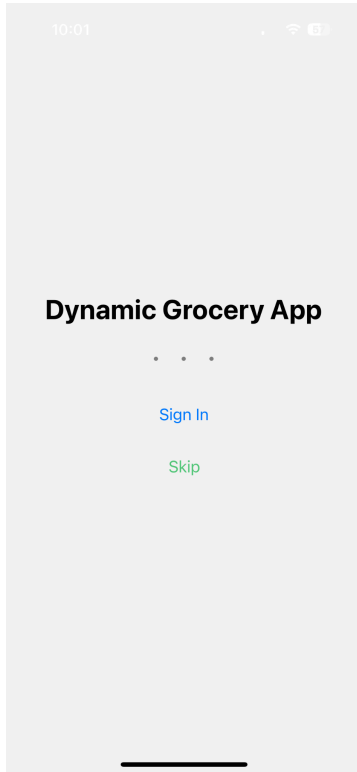 10:01
Dynamic Grocery App
• • •
Sign In
Skip